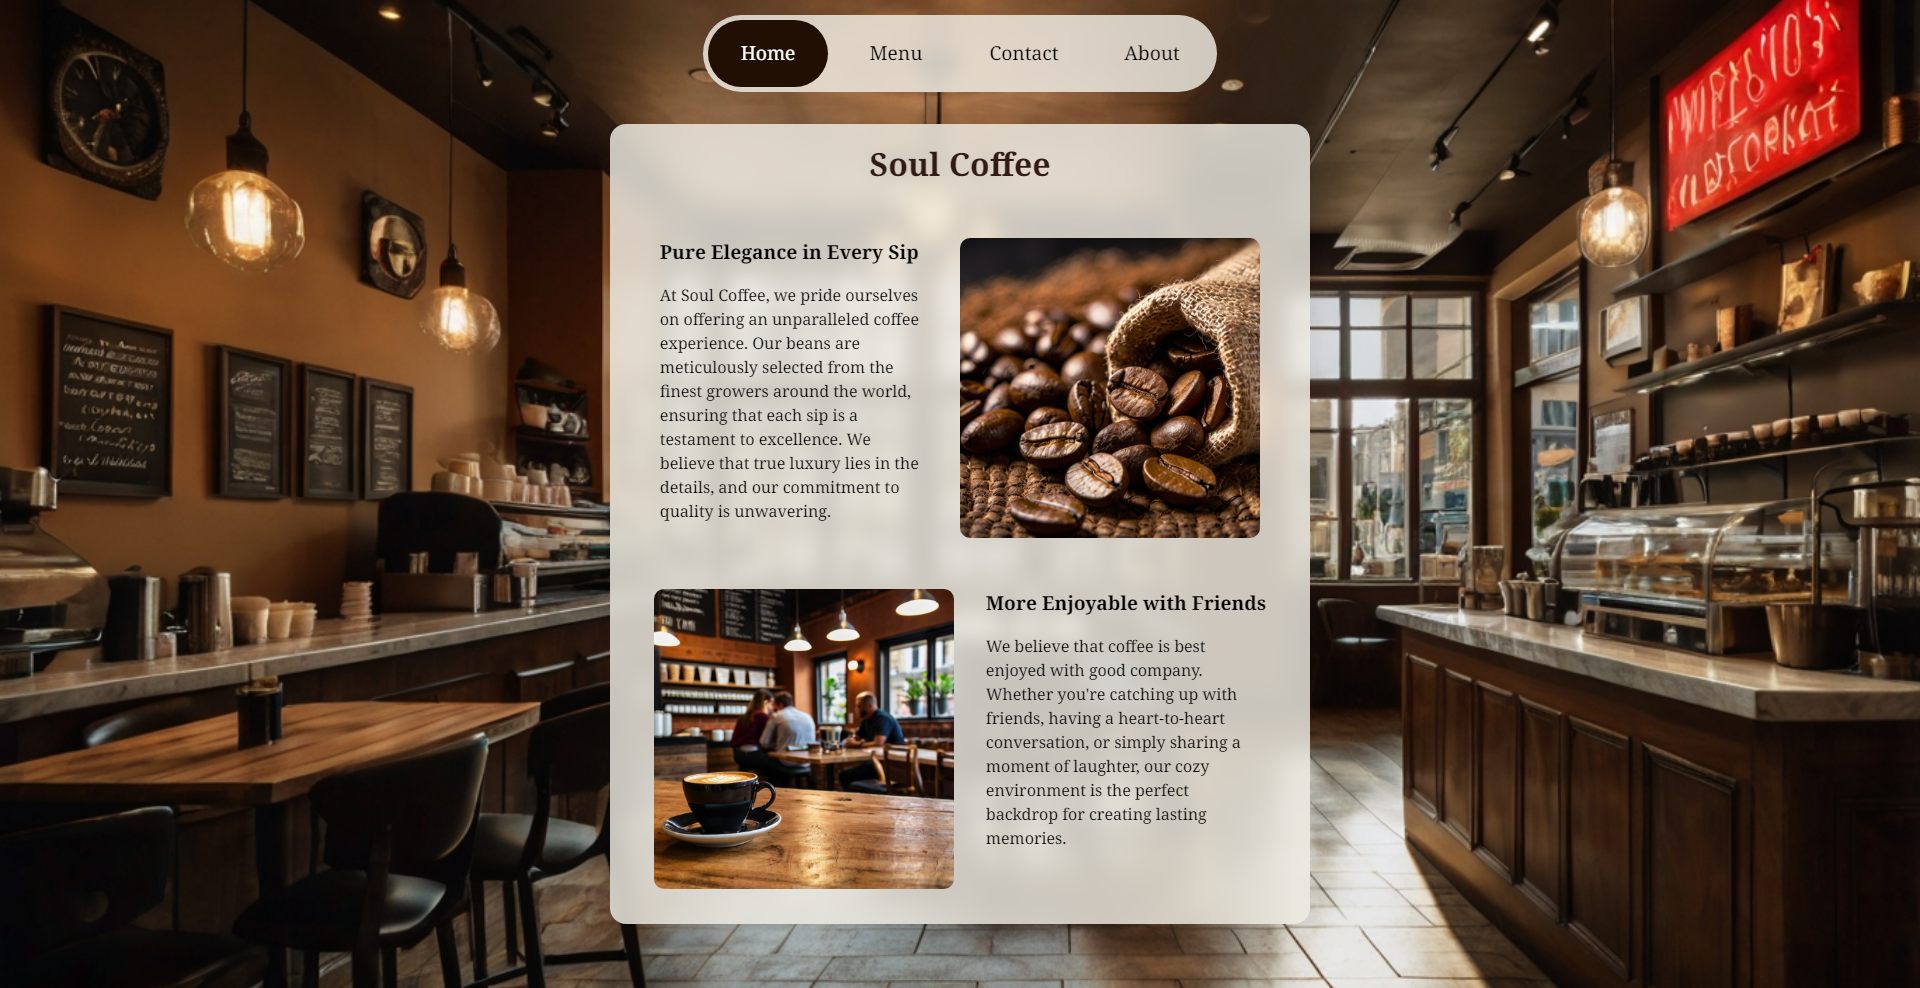 Home Menu Contact About
Soul Coffee
Pure Elegance in Every Sip
At Soul Coffee, we pride ourselves
on offering an unparalleled coffee
experience. Our beans are
meticulously selected from the
finest growers around the world,
ensuring that each sip is a
testament to excellence. We
believe that true luxury lies in the
details, and our commitment to
quality is unwavering.
More Enjoyable with Friends
We believe that coffee is best
enjoyed with good company.
Whether you're catching up with
friends, having a heart-to-heart
conversation, or simply sharing a
moment of laughter, our cozy
environment is the perfect
backdrop for creating lasting
memories.